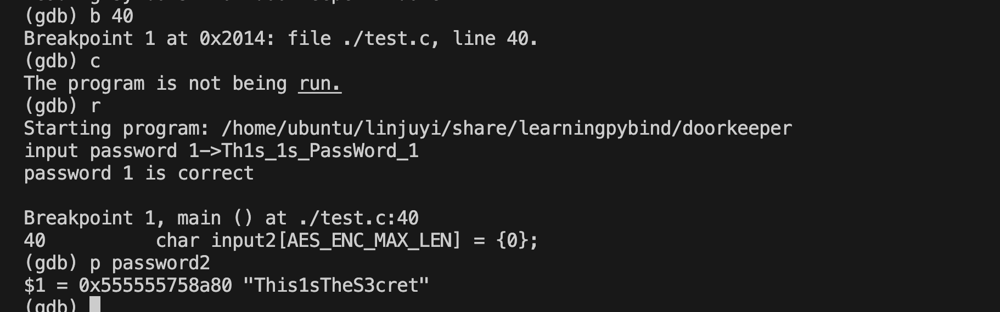 (gdb) b 40
Breakpoint 1 at 0x2014: file ./test.c, line 40.
(gdb) c
The program is not being run.
(gdb) r
Starting program: /home/ubuntu/linjuyi/share/learningpybind/doorkeeper
input password 1->Th1s_1s_PassWord_1
password 1 is correct
Breakpoint 1, main () at ./test.c:40
40          char input2[AES_ENC_MAX_LEN] = {0};
(gdb) p password2
$1 = 0x555555758a80 "This1sTheS3cret"
(gdb)